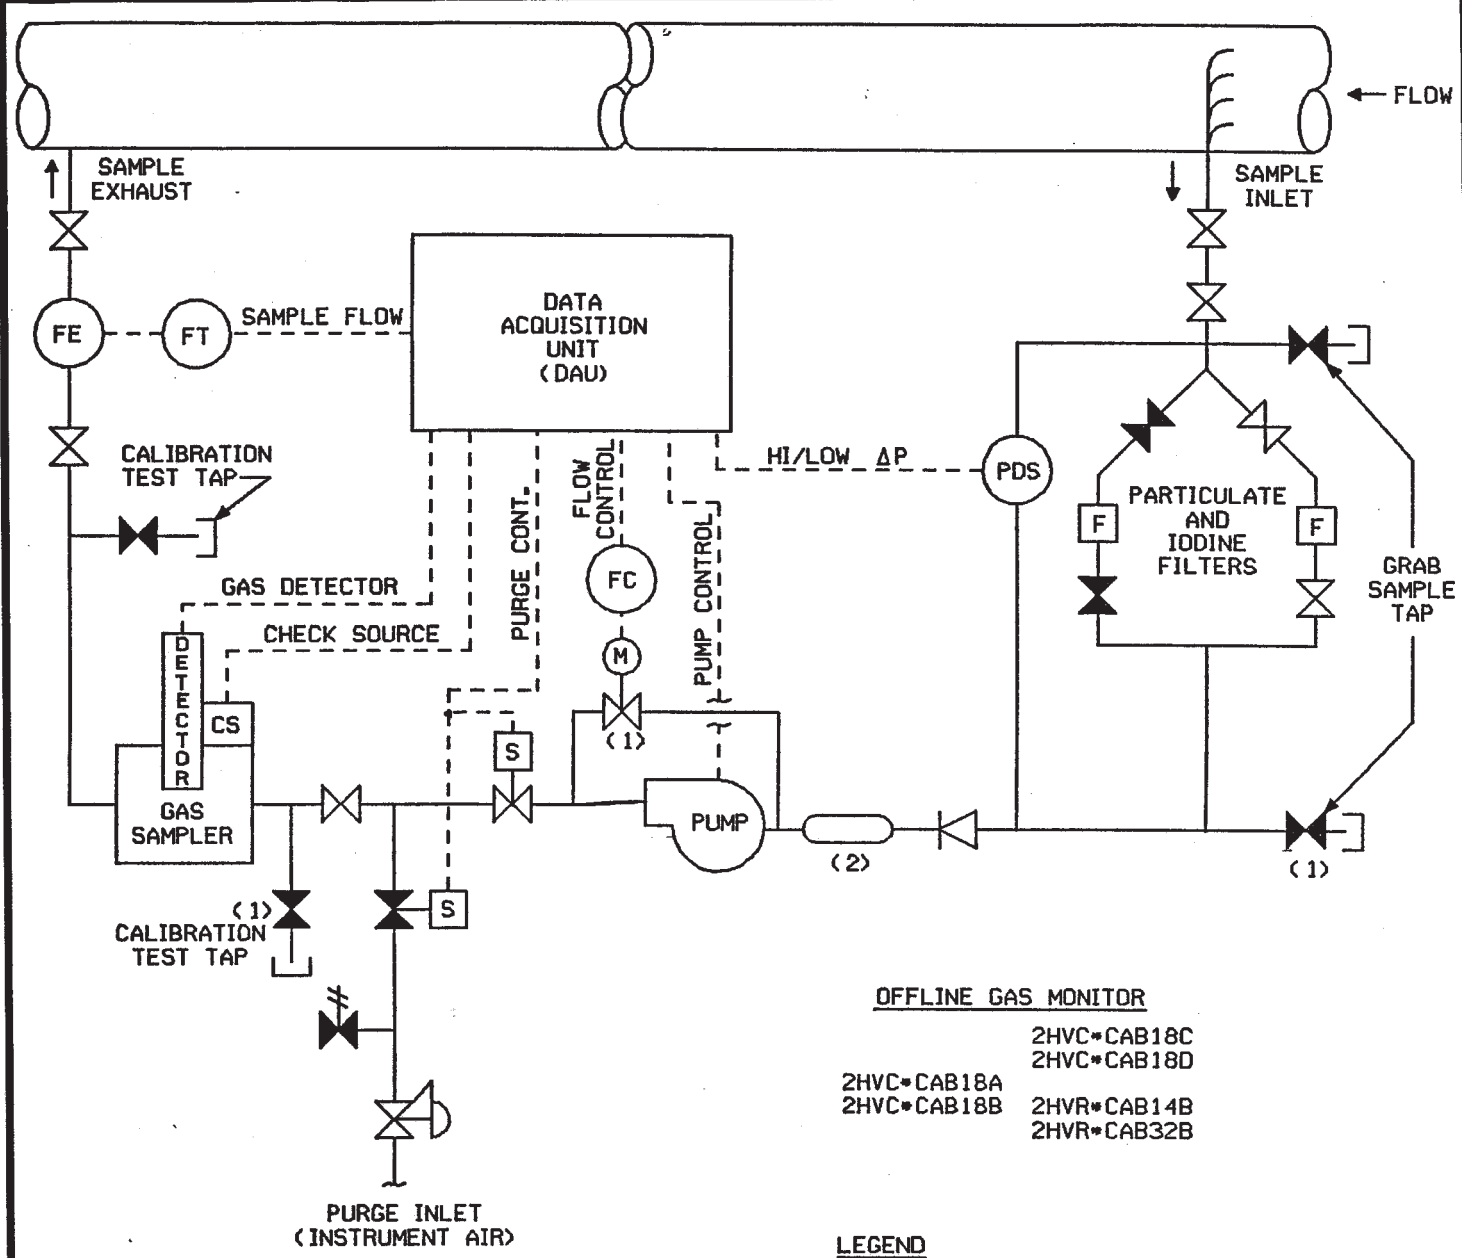 FLOW
SAMPLE
EXHAUST
SAMPLE
INLET
DATA
ACQUISITION
UNIT
(DAU)
FE
FT
SAMPLE FLOW
CALIBRATION
TEST TAP
HI/LOW ΔP
PDS
FLOW
CONTROL
PURGE CONT.
PUMP CONTROL
FC
M
(1)
PARTICULATE
AND
IODINE
FILTERS
F
F
GRAB
SAMPLE
TAP
GAS DETECTOR
CHECK SOURCE
DETECTOR
CS
GAS
SAMPLER
S
PUMP
(2)
(1)
(1)
CALIBRATION
TEST TAP
S
OFFLINE GAS MONITOR
2HVC*CAB18C
2HVC*CAB18D
2HVC*CAB18A
2HVC*CAB18B 2HVR*CAB14B
2HVR*CAB32B
PURGE INLET
(INSTRUMENT AIR)
LEGEND